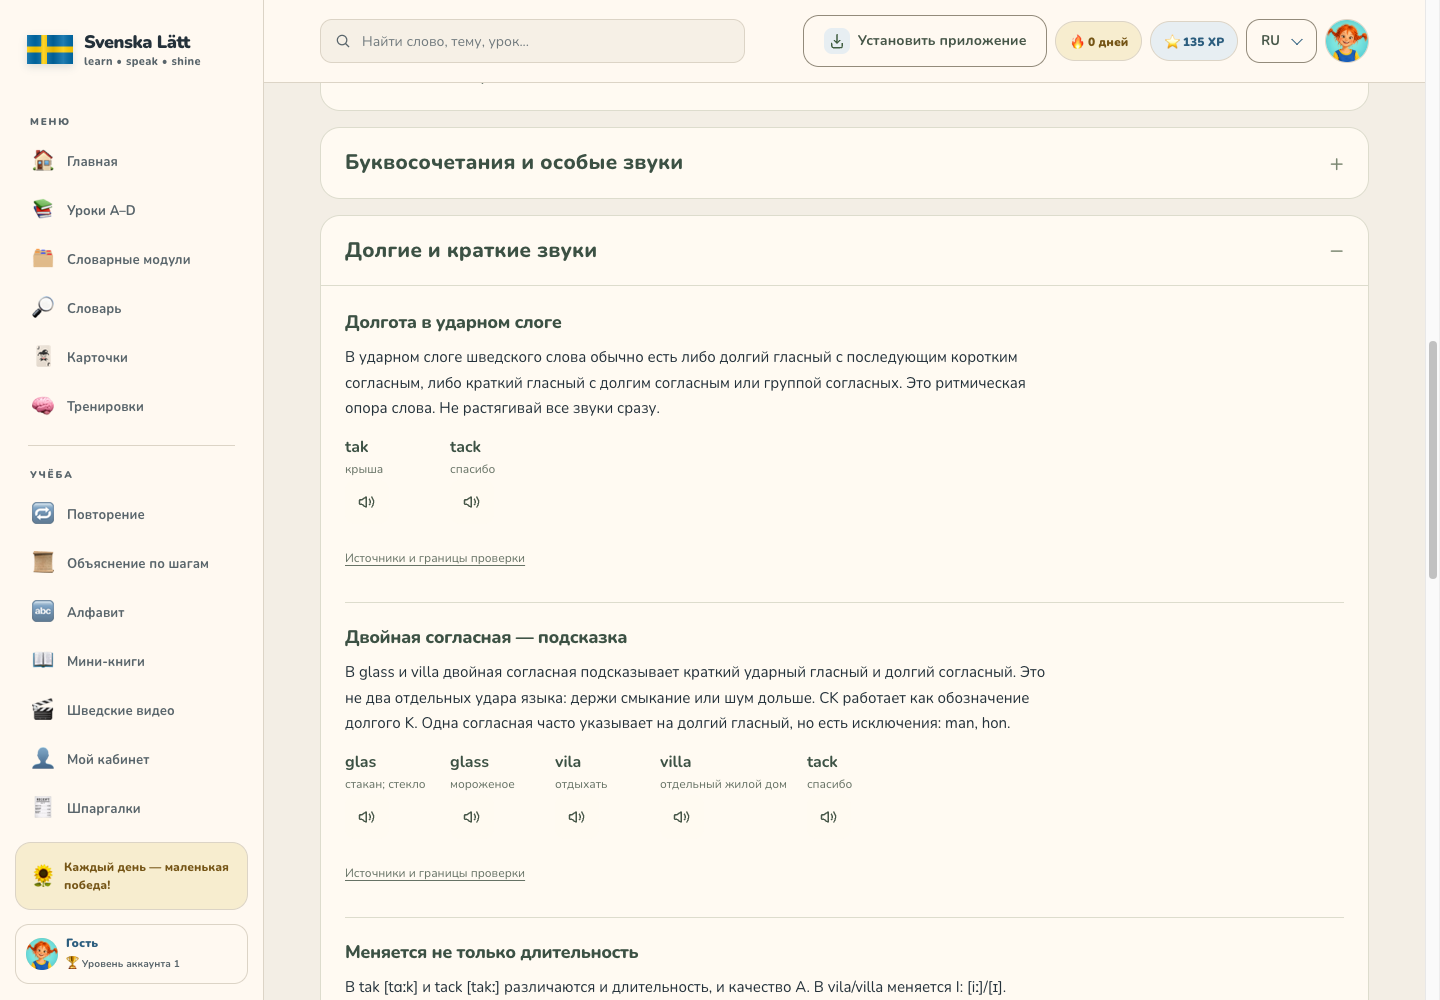 Svenska Lätt
learn • speak • shine
МЕНЮ
Главная
Уроки A–D
Словарные модули
Словарь
Карточки
Тренировки
УЧЁБА
Повторение
Объяснение по шагам
abc
Алфавит
Мини-книги
Шведские видео
Мой кабинет
Шпаргалки
Каждый день — маленькая
победа!
Гость
Уровень аккаунта 1
Найти слово, тему, урок...
Установить приложение
0 дней
135 XP
RU
Буквосочетания и особые звуки
Долгие и краткие звуки
Долгота в ударном слоге
В ударном слоге шведского слова обычно есть либо долгий гласный с последующим коротким
согласным, либо краткий гласный с долгим согласным или группой согласных. Это ритмическая
опора слова. Не растягивай все звуки сразу.
tak tack
крыша спасибо
Источники и границы проверки
Двойная согласная — подсказка
В glass и villa двойная согласная подсказывает краткий ударный гласный и долгий согласный. Это
не два отдельных удара языка: держи смыкание или шум дольше. CK работает как обозначение
долгого K. Одна согласная часто указывает на долгий гласный, но есть исключения: man, hon.
glas glass vila villa tack
стакан; стекло мороженое отдыхать отдельный жилой дом спасибо
Источники и границы проверки
Меняется не только длительность
В tak [tɑːk] и tack [takː] различаются и длительность, и качество A. В vila/villa меняется I: [iː]/[ɪ].